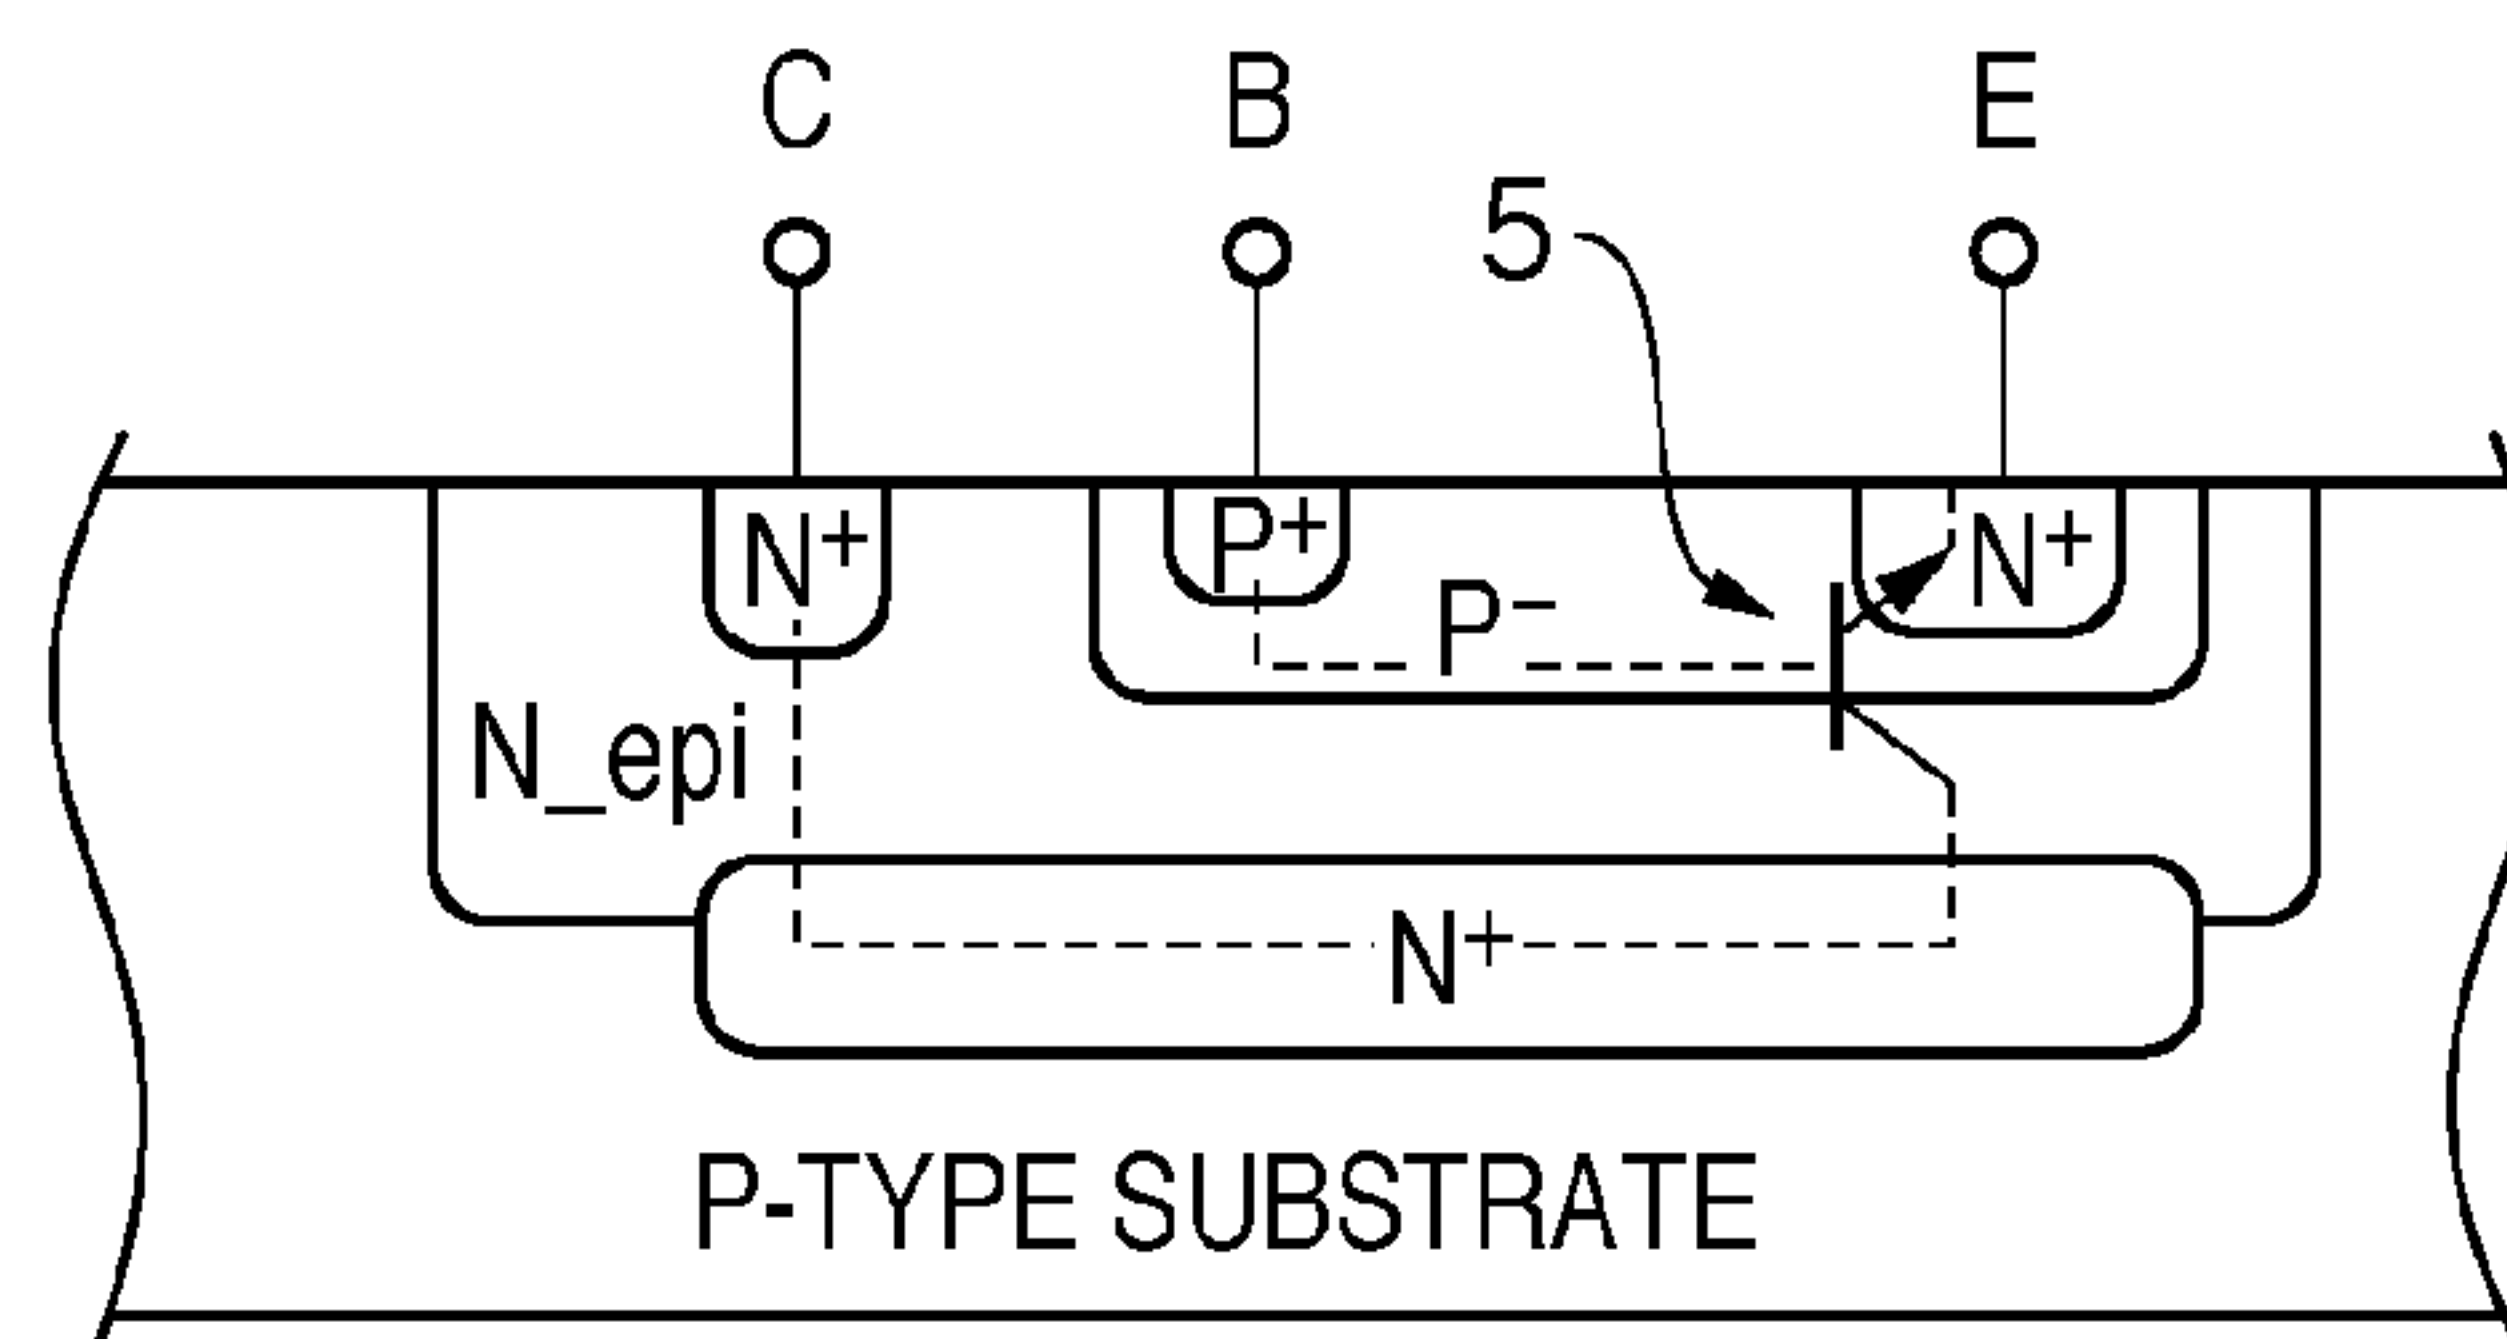 C B E
5
N+ P+ N+
P−
N_epi
N+
P-TYPE SUBSTRATE